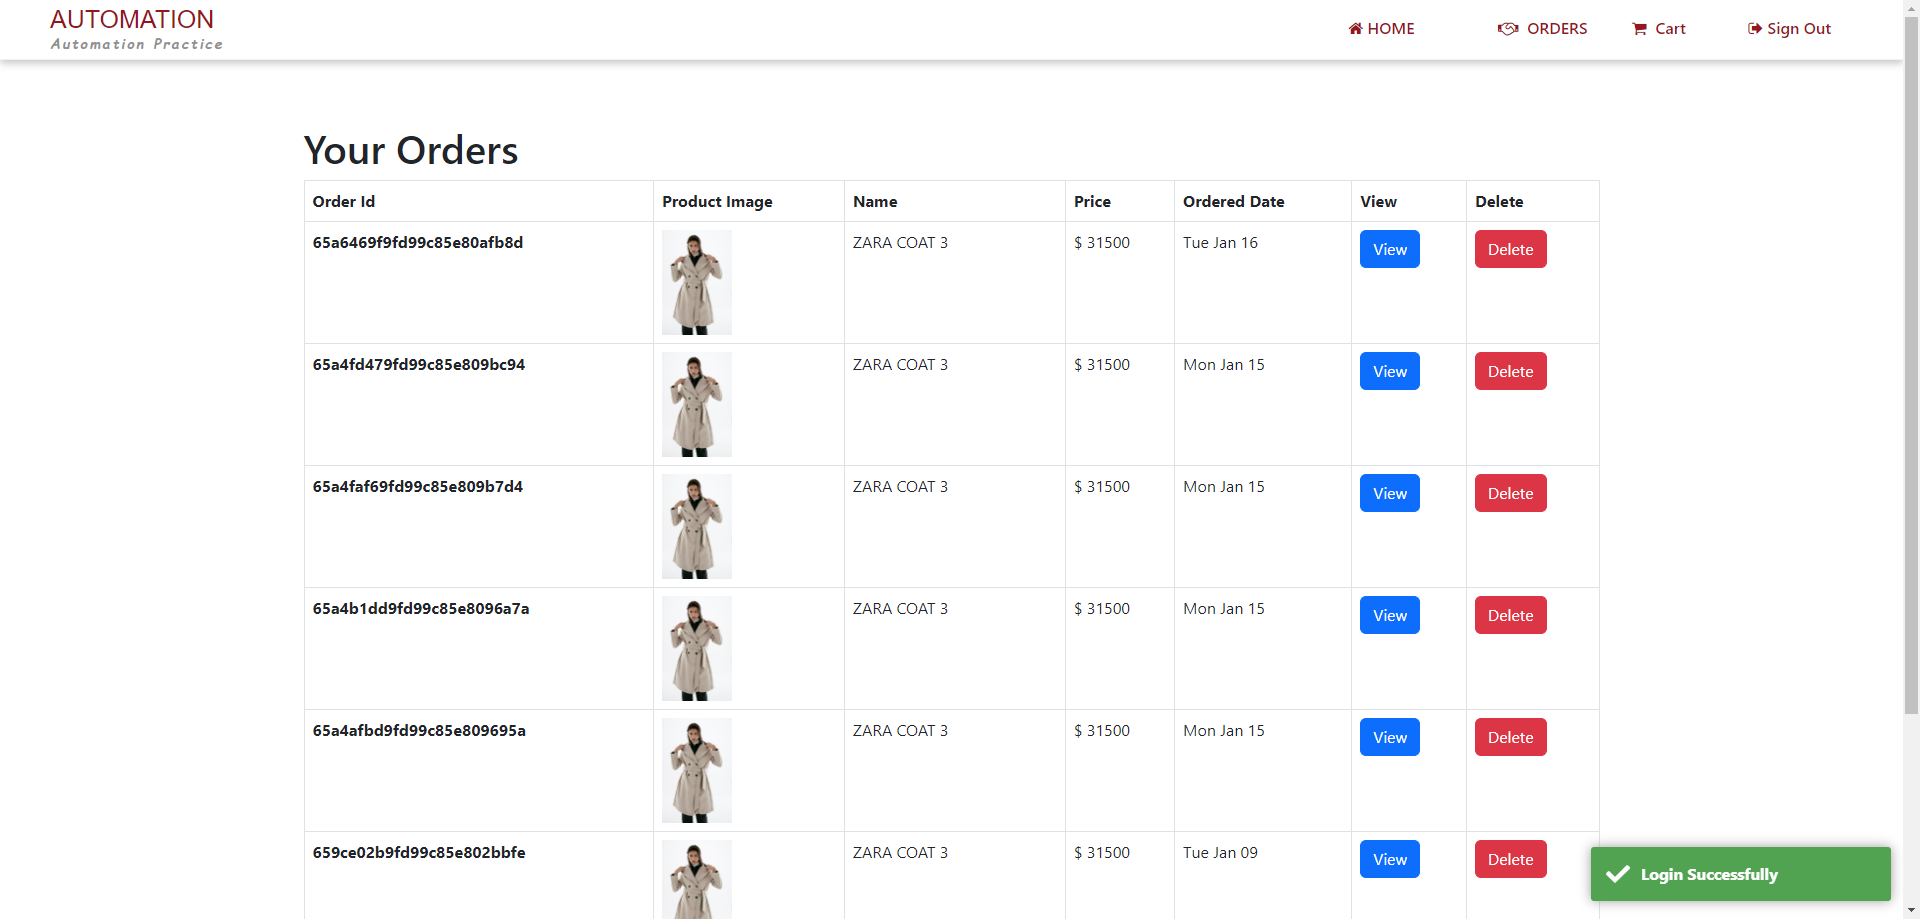 AUTOMATION
Automation Practice
HOME ORDERS Cart Sign Out
Your Orders
Order Id Product Image Name Price Ordered Date View Delete
65a6469f9fd99c85e80afb8d ZARA COAT 3 $ 31500 Tue Jan 16 View Delete
65a4fd479fd99c85e809bc94 ZARA COAT 3 $ 31500 Mon Jan 15 View Delete
65a4faf69fd99c85e809b7d4 ZARA COAT 3 $ 31500 Mon Jan 15 View Delete
65a4b1dd9fd99c85e8096a7a ZARA COAT 3 $ 31500 Mon Jan 15 View Delete
65a4afbd9fd99c85e809695a ZARA COAT 3 $ 31500 Mon Jan 15 View Delete
659ce02b9fd99c85e802bbfe ZARA COAT 3 $ 31500 Tue Jan 09 View Delete
Login Successfully